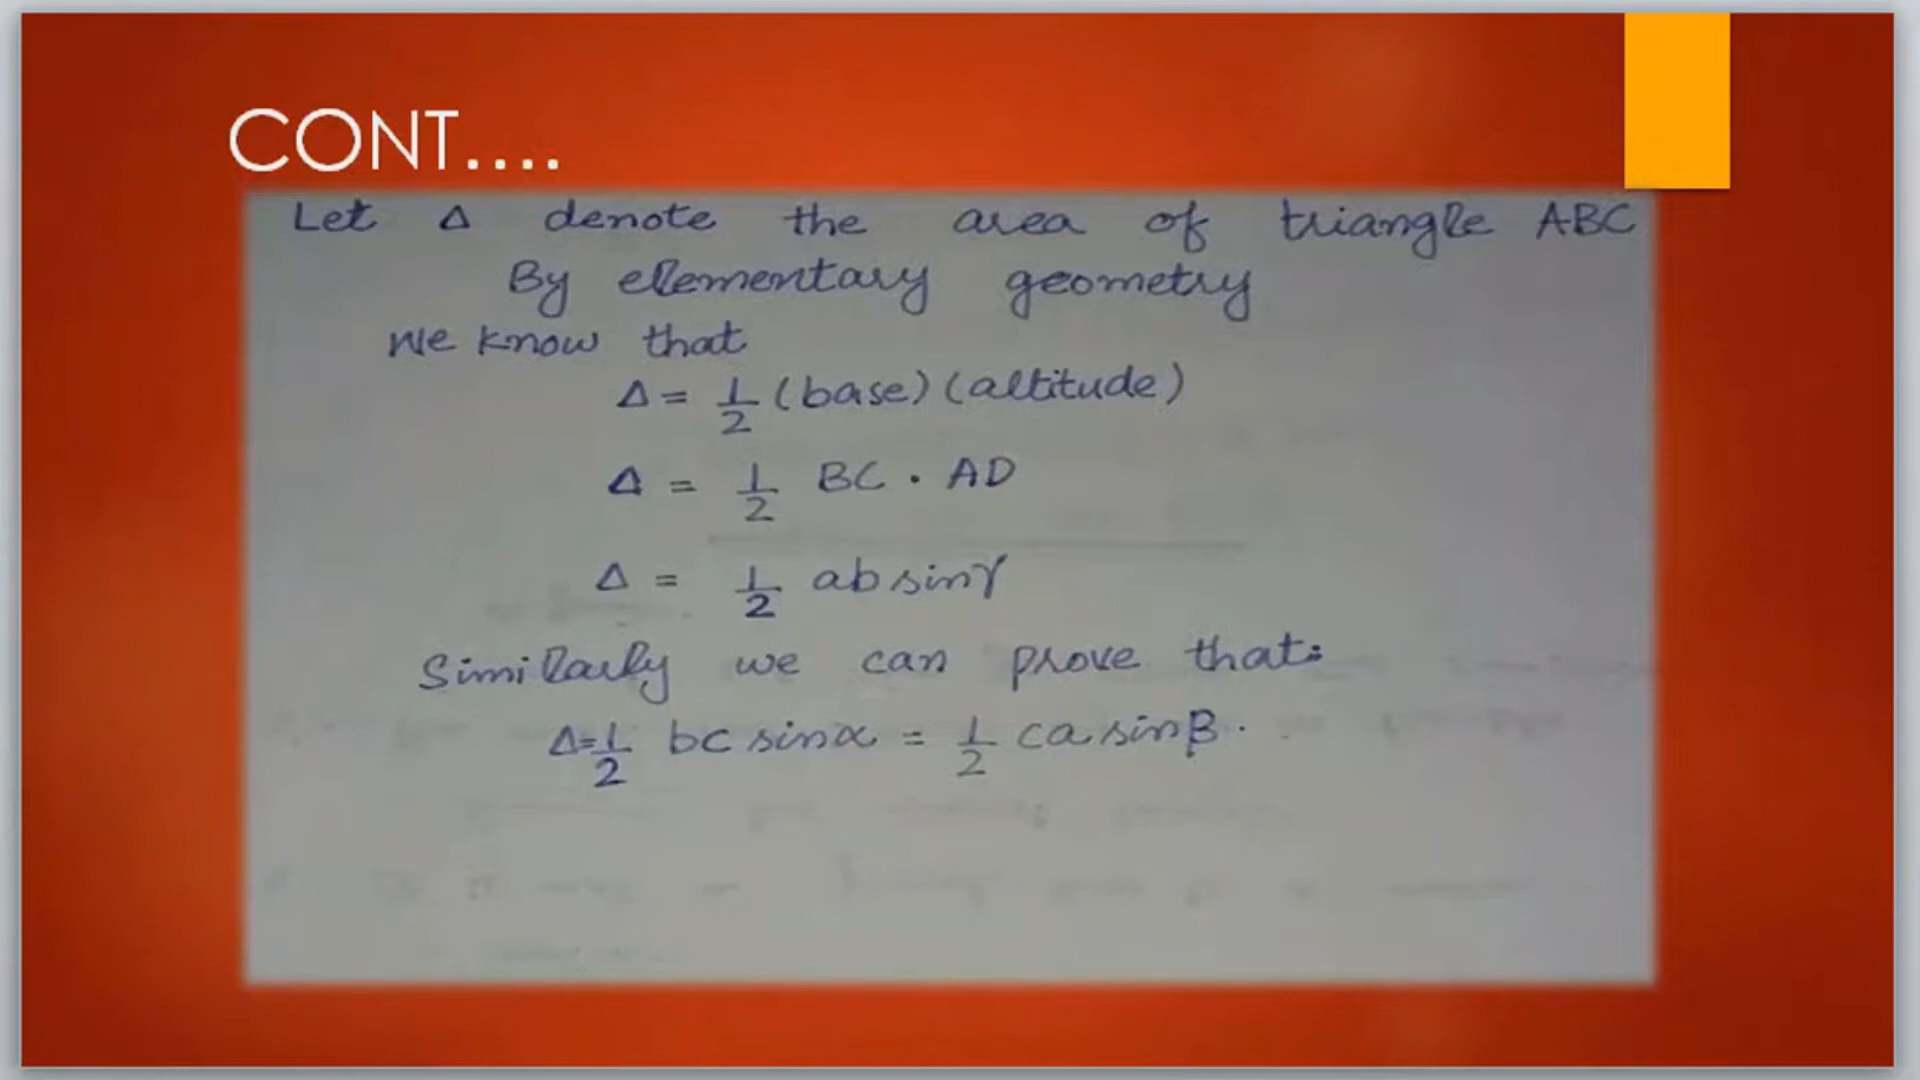 CONT....
Let Δ denote the area of triangle ABC
By elementary geometry
We know that
Δ = 1/2 (base) (altitude)
Δ = 1/2 BC . AD
Δ = 1/2 ab sinγ
Similarly we can prove that:
Δ = 1/2 bc sinα = 1/2 ca sinβ.